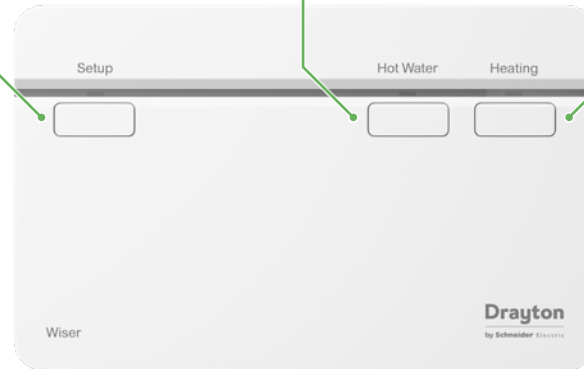 Setup
Hot Water Heating
Drayton
Wiser
by Schneider Electric